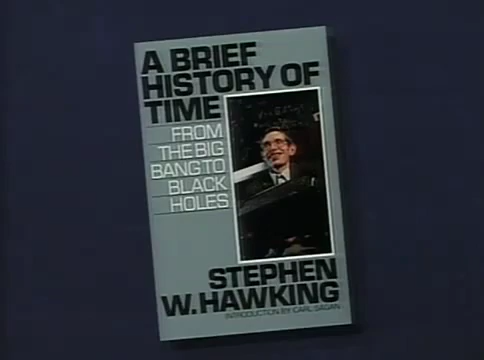 A BRIEF
HISTORY OF
TIME
FROM
THE BIG
BANG TO
BLACK
HOLES
STEPHEN
W. HAWKING
INTRODUCTION BY CARL SAGAN